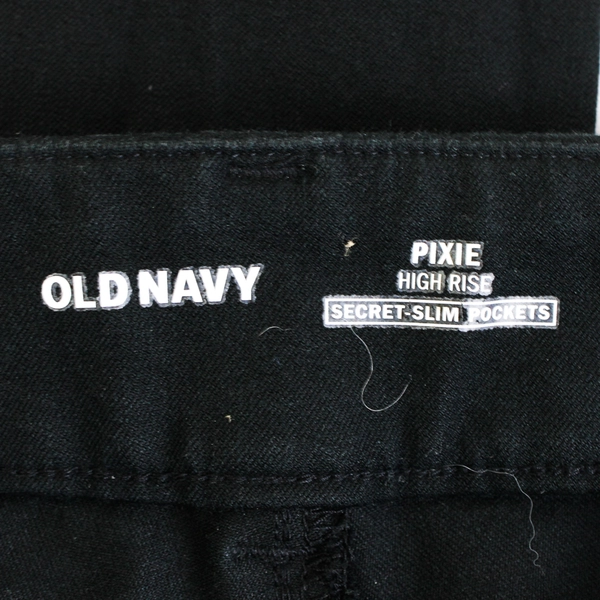 OLD NAVY
PIXIE
HIGH RISE
SECRET-SLIM POCKETS